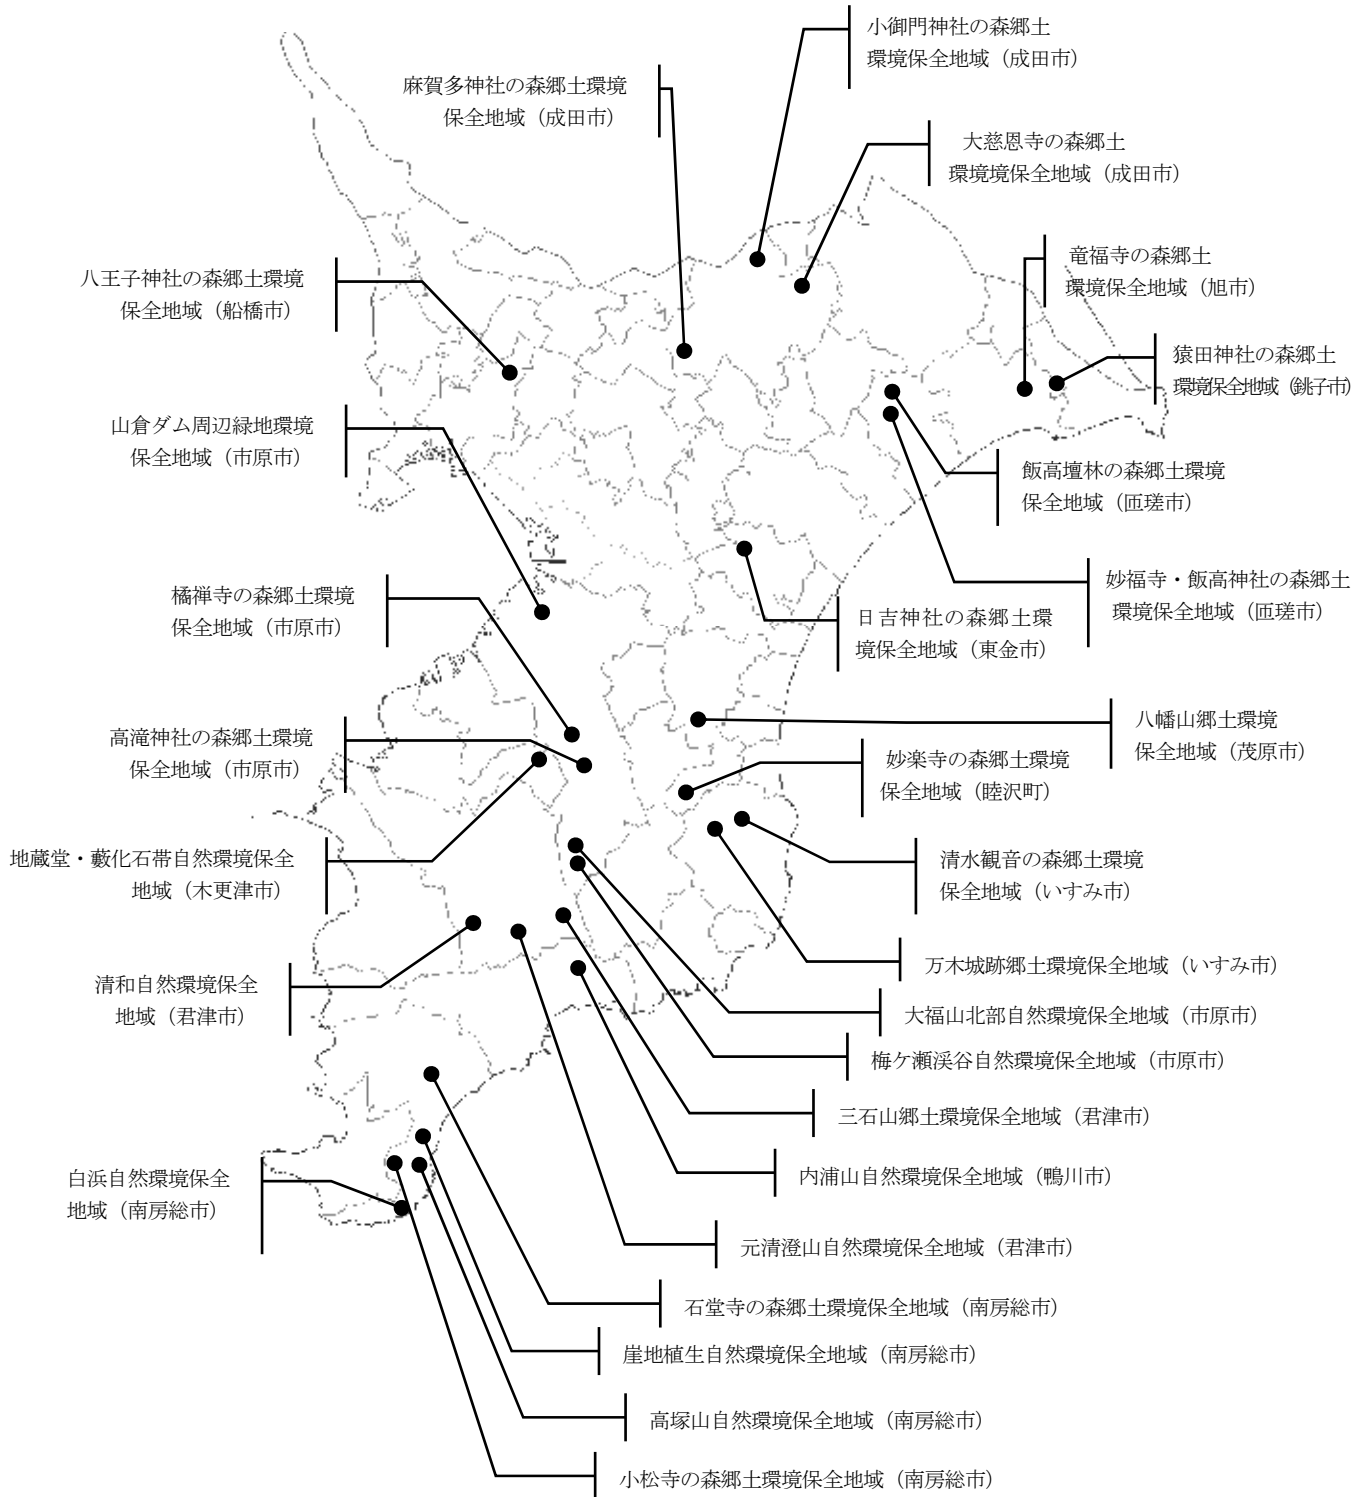 小御門神社の森郷土
環境保全地域（成田市）
麻賀多神社の森郷土環境
保全地域（成田市）
大慈恩寺の森郷土
環境境保全地域（成田市）
竜福寺の森郷土
環境保全地域（旭市）
八王子神社の森郷土環境
保全地域（船橋市）
猿田神社の森郷土
環境保全地域（銚子市）
山倉ダム周辺緑地環境
保全地域（市原市）
飯高壇林の森郷土環境
保全地域（匝瑳市）
妙福寺・飯高神社の森郷土
環境保全地域（匝瑳市）
橘禅寺の森郷土環境
保全地域（市原市）
日吉神社の森郷土環
境保全地域（東金市）
八幡山郷土環境
保全地域（茂原市）
高滝神社の森郷土環境
保全地域（市原市）
妙楽寺の森郷土環境
保全地域（睦沢町）
地蔵堂・藪化石帯自然環境保全
地域（木更津市）
清水観音の森郷土環境
保全地域（いすみ市）
万木城跡郷土環境保全地域（いすみ市）
清和自然環境保全
地域（君津市）
大福山北部自然環境保全地域（市原市）
梅ケ瀬渓谷自然環境保全地域（市原市）
三石山郷土環境保全地域（君津市）
内浦山自然環境保全地域（鴨川市）
白浜自然環境保全
地域（南房総市）
元清澄山自然環境保全地域（君津市）
石堂寺の森郷土環境保全地域（南房総市）
崖地植生自然環境保全地域（南房総市）
高塚山自然環境保全地域（南房総市）
小松寺の森郷土環境保全地域（南房総市）